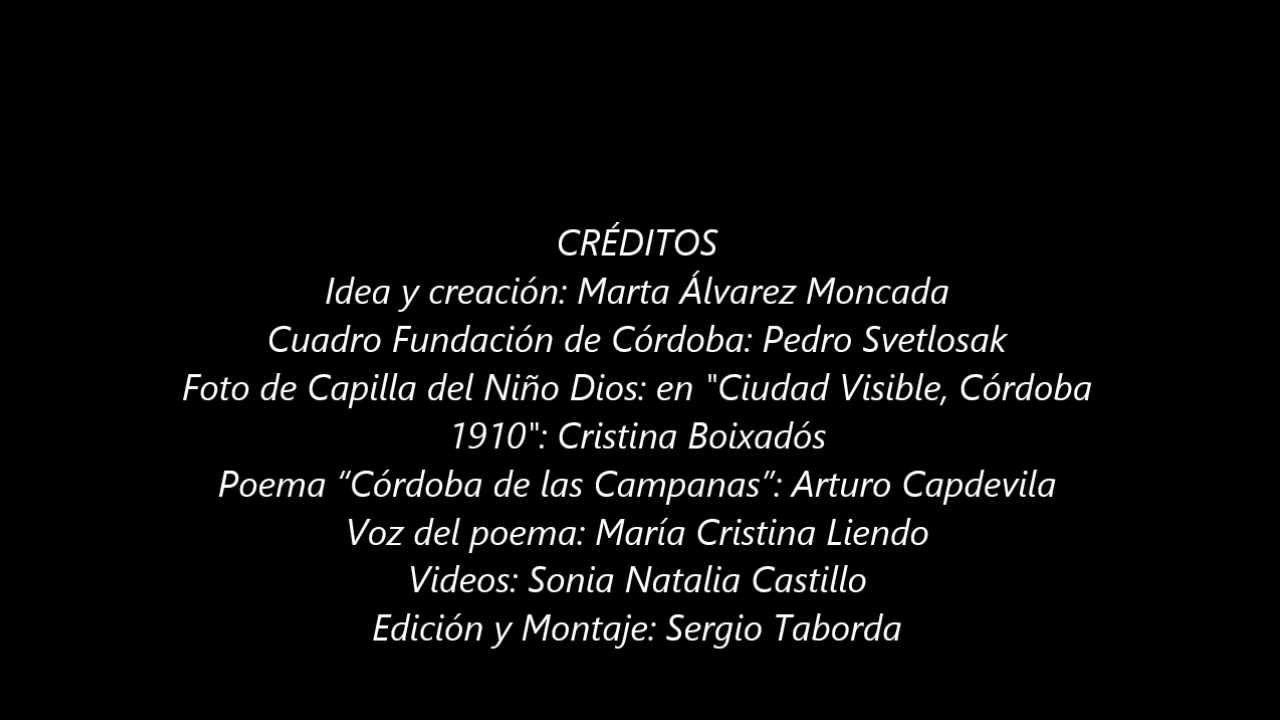 CRÉDITOS
Idea y creación: Marta Álvarez Moncada
Cuadro Fundación de Córdoba: Pedro Svetlosak
Foto de Capilla del Niño Dios: en "Ciudad Visible, Córdoba
1910": Cristina Boixadós
Poema “Córdoba de las Campanas”: Arturo Capdevila
Voz del poema: María Cristina Liendo
Videos: Sonia Natalia Castillo
Edición y Montaje: Sergio Taborda